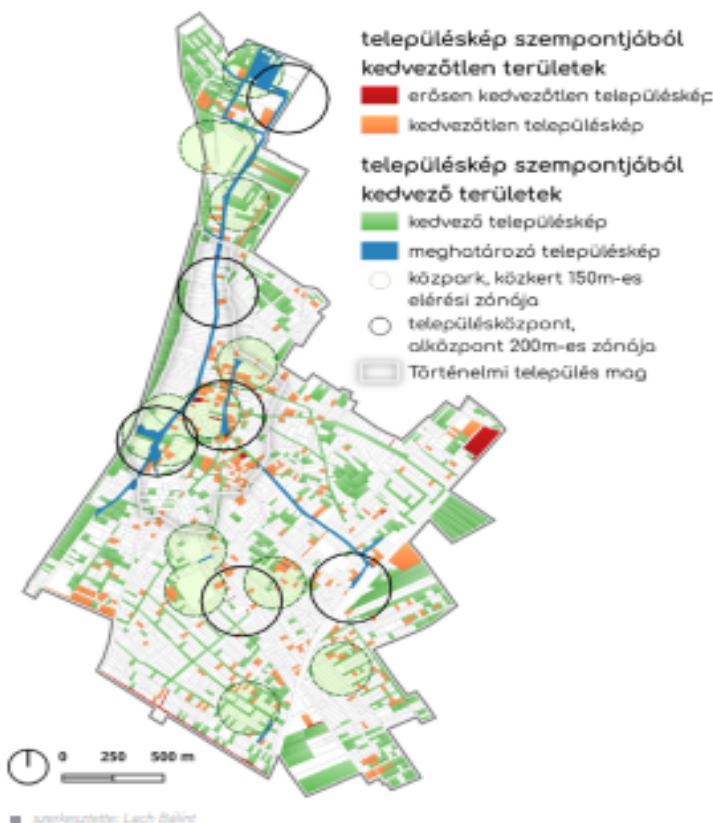 településkép szempontjából
kedvezőtlen területek
erősen kedvezőtlen településkép
kedvezőtlen településkép
településkép szempontjából
kedvező területek
kedvező településkép
meghatározó településkép
közpark, közkert 150m-es
elérési zónája
településközpont,
alközpont 200m-es zónája
Történelmi település mag
0 250 500 m
szerkesztette: Lach Bálint